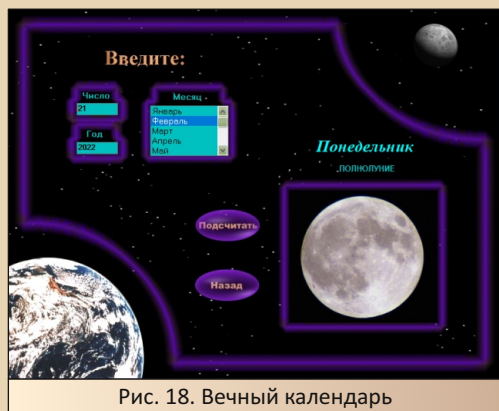 Введите:
Число
21
Год
2022
Месяц -
Январь
Февраль
Март
Апрель
Май
Понедельник
ПОЛНОЛУНИЕ
Подсчитать
Назад
Рис. 18. Вечный календарь